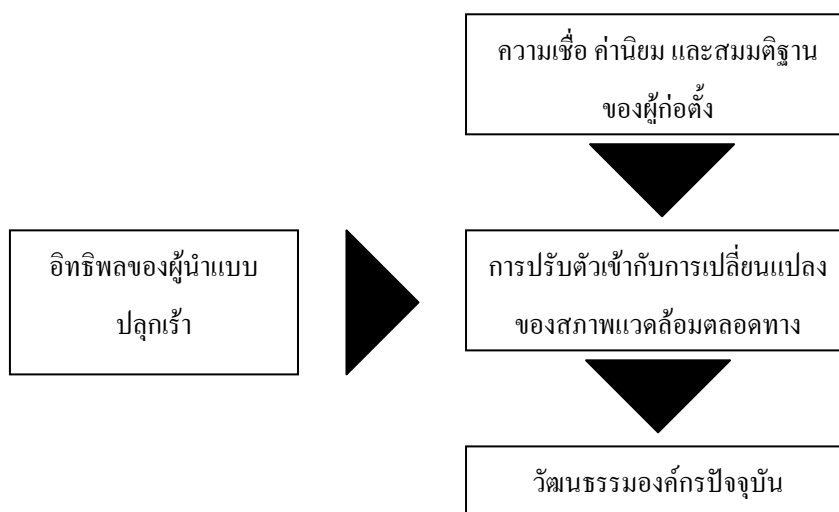 ความเชื่อ ค่านิยม และสมมติฐาน
ของผู้ก่อตั้ง
อิทธิพลของผู้นำแบบ
ปลุกเร้า
การปรับตัวเข้ากับการเปลี่ยนแปลง
ของสภาพแวดล้อมตลอดทาง
วัฒนธรรมองค์กรปัจจุบัน